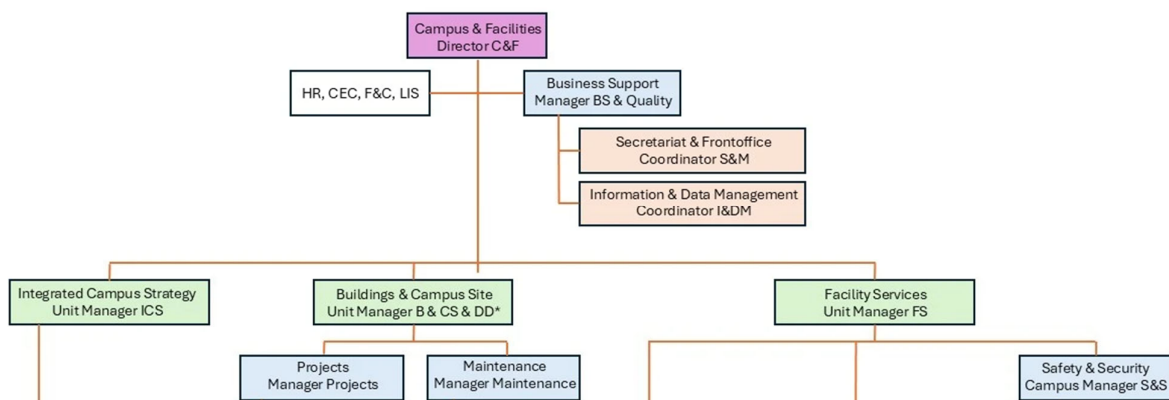 Campus & Facilities
Director C&F
HR, CEC, F&C, LIS
Business Support
Manager BS & Quality
Secretariat & Frontoffice
Coordinator S&M
Information & Data Management
Coordinator I&DM
Integrated Campus Strategy
Unit Manager ICS
Buildings & Campus Site
Unit Manager B & CS & DD*
Facility Services
Unit Manager FS
Projects
Manager Projects
Maintenance
Manager Maintenance
Safety & Security
Campus Manager S&S